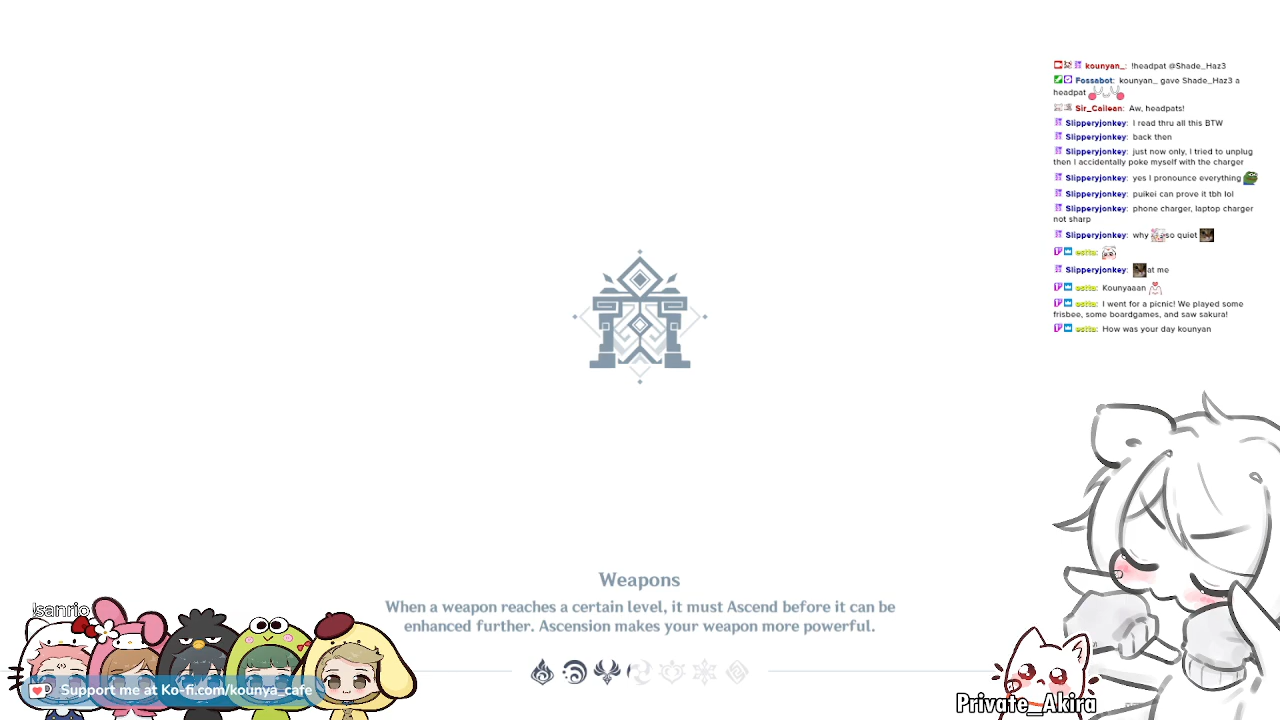 kounyan_: !headpat @Shade_Haz3
Fossabot: kounyan_ gave Shade_Haz3 a
headpat
Sir_Cailean: Aw, headpats!
Slipperyjonkey: I read thru all this BTW
Slipperyjonkey: back then
Slipperyjonkey: just now only, I tried to unplug
then I accidentally poke myself with the charger
Slipperyjonkey: yes I pronounce everything
Slipperyjonkey: puikei can prove it tbh lol
Slipperyjonkey: phone charger, laptop charger
not sharp
Slipperyjonkey: why so quiet
Slipperyjonkey: at me
Kounyaaan
I went for a picnic! We played some
frisbee, some boardgames, and saw sakura!
How was your day kounyan
Weapons
When a weapon reaches a certain level, it must Ascend before it can be
enhanced further. Ascension makes your weapon more powerful.
!sanrio
Support me at Ko-fi.com/kounya_cafe
Private_Akira